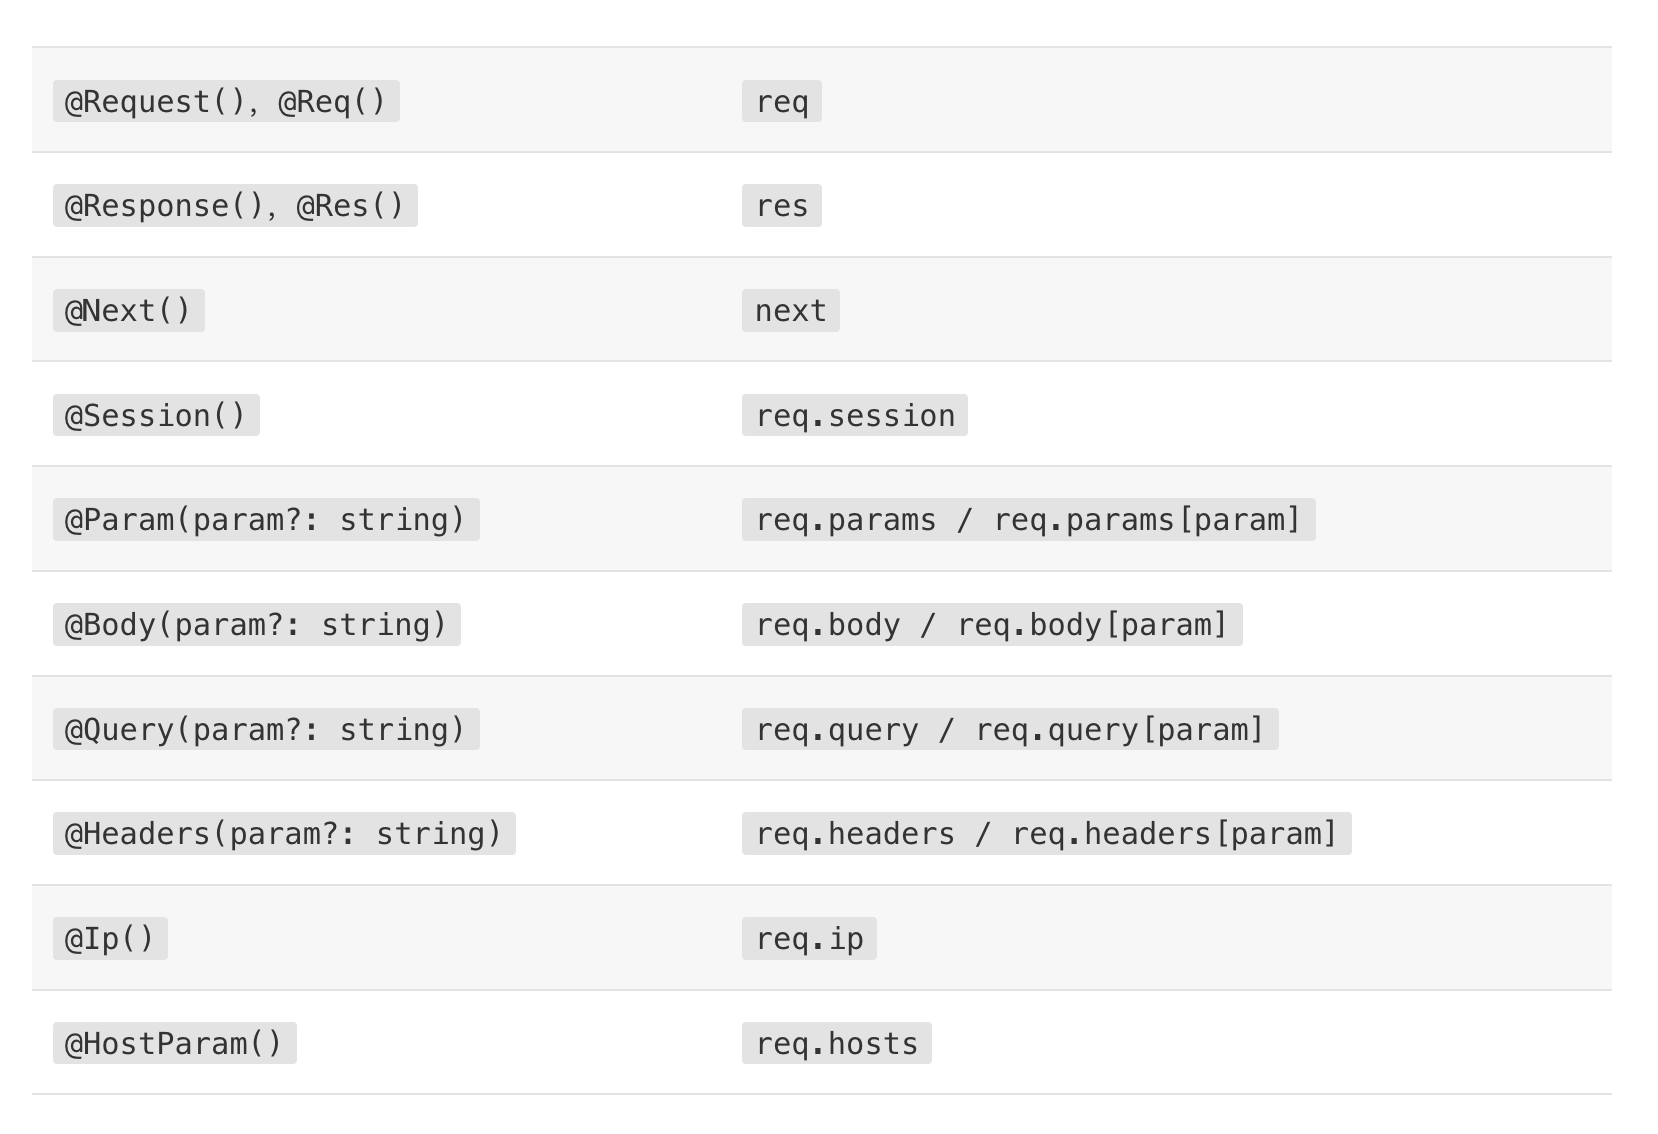 @Request(), @Req() req
@Response(), @Res() res
@Next() next
@Session() req.session
@Param(param?: string) req.params / req.params[param]
@Body(param?: string) req.body / req.body[param]
@Query(param?: string) req.query / req.query[param]
@Headers(param?: string) req.headers / req.headers[param]
@Ip() req.ip
@HostParam() req.hosts